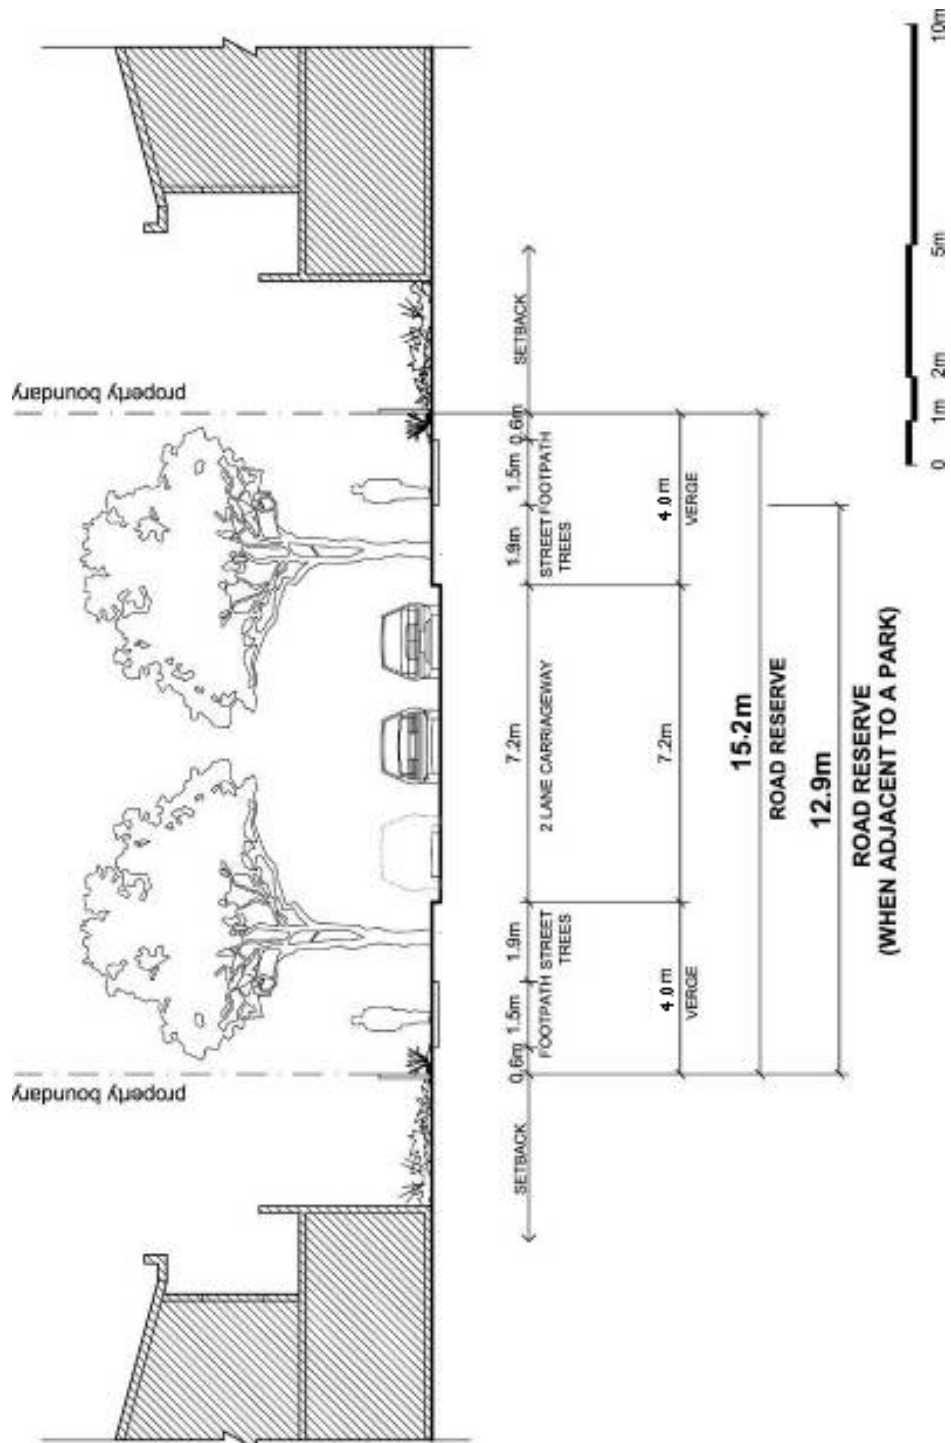 property boundary
property boundary
SETBACK
0.6m
1.5m
1.9m
7.2m
1.9m
1.5m
0.6m
SETBACK
FOOTPATH STREET
TREES
2 LANE CARRIAGEWAY
STREET FOOTPATH
TREES
4.0m
VERGE
7.2m
4.0m
VERGE
15.2m
ROAD RESERVE
12.9m
ROAD RESERVE
(WHEN ADJACENT TO A PARK)
0 1m 2m 5m 10m